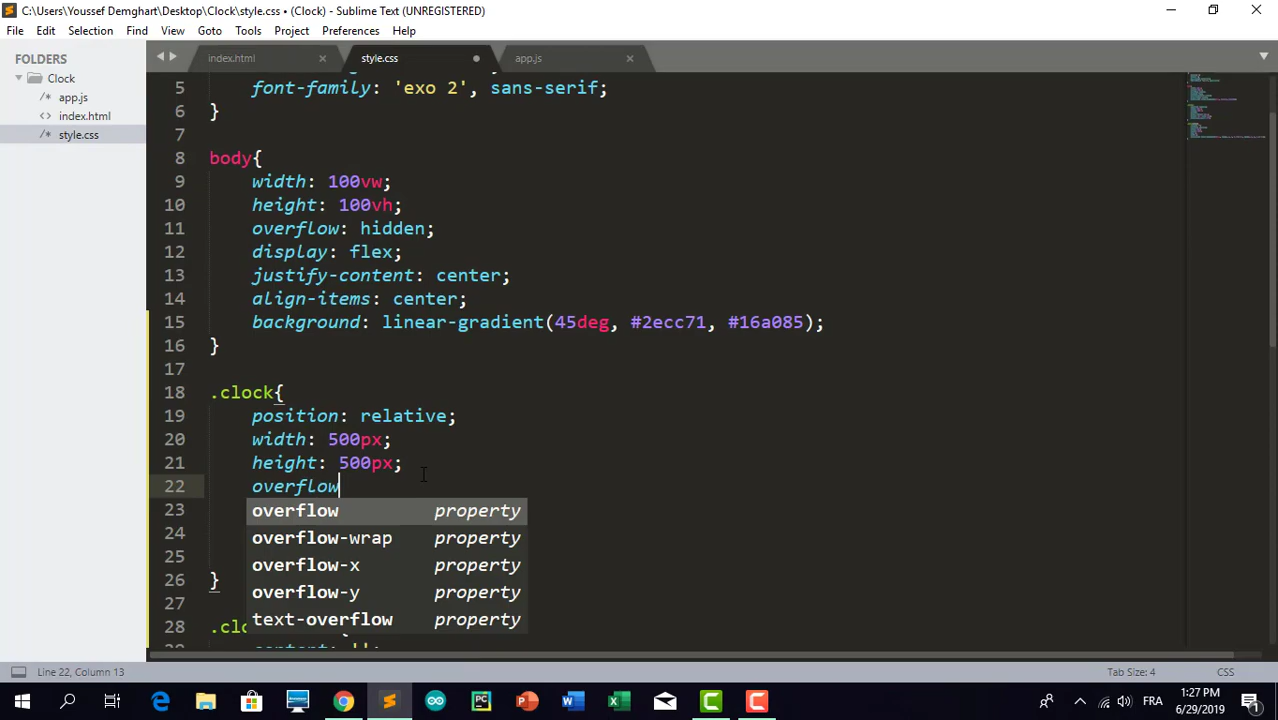 C:\Users\Youssef Demghart\Desktop\Clock\style.css • (Clock) - Sublime Text (UNREGISTERED)
File Edit Selection Find View Goto Tools Project Preferences Help
FOLDERS
Clock
app.js
index.html
style.css
index.html
style.css
app.js
5 font-family: 'exo 2', sans-serif;
6 }
7
8 body{
9 width: 100vw;
10 height: 100vh;
11 overflow: hidden;
12 display: flex;
13 justify-content: center;
14 align-items: center;
15 background: linear-gradient(45deg, #2ecc71, #16a085);
16 }
17
18 .clock{
19 position: relative;
20 width: 500px;
21 height: 500px;
22 overflow
23
24
25
26 }
27
28 .clo {
overflow property
overflow-wrap property
overflow-x property
overflow-y property
text-overflow property
Line 22, Column 13
Tab Size: 4
CSS
FRA
1:27 PM
6/29/2019